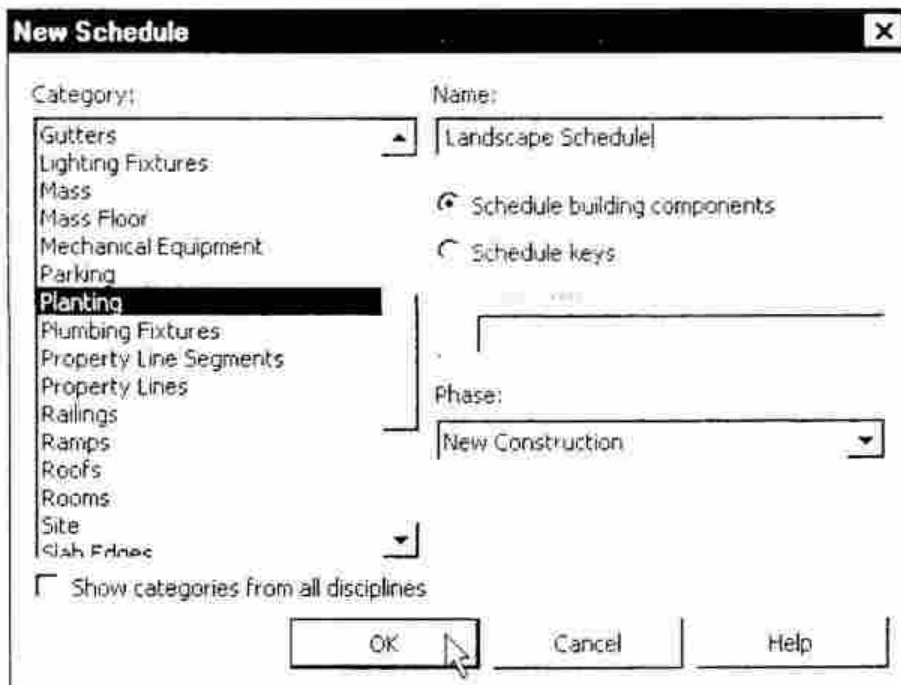 New Schedule
Category:
Gutters
Lighting Fixtures
Mass
Mass Floor
Mechanical Equipment
Parking
Planting
Plumbing Fixtures
Property Line Segments
Property Lines
Railings
Ramps
Roofs
Rooms
Site
Slab Edges
Show categories from all disciplines
Name:
Landscape Schedule
Schedule building components
Schedule keys
Phase:
New Construction
OK
Cancel
Help